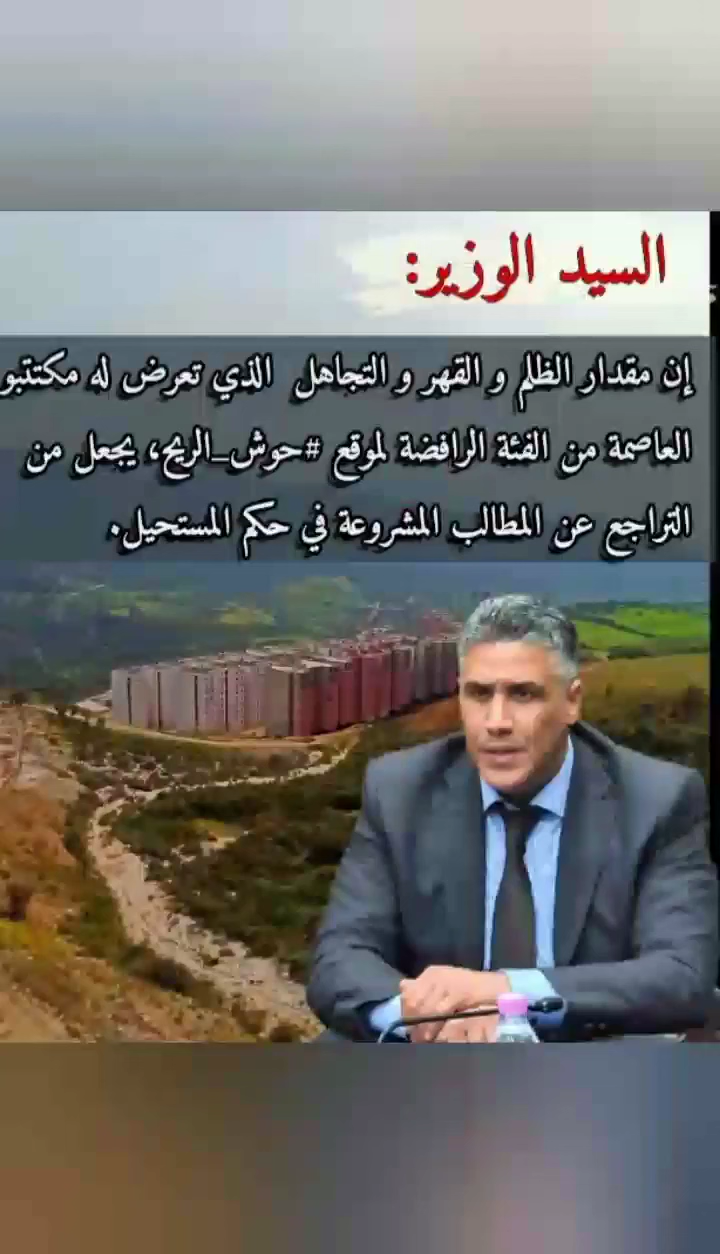 السيد الوزير:
إن مقدار الظلم و القهر و التجاهل الذي تعرض له مكتتبو
العاصمة من الفئة الرافضة لموقع #حوش_الريح، يجعل من
التراجع عن المطالب المشروعة في حكم المستحيل.